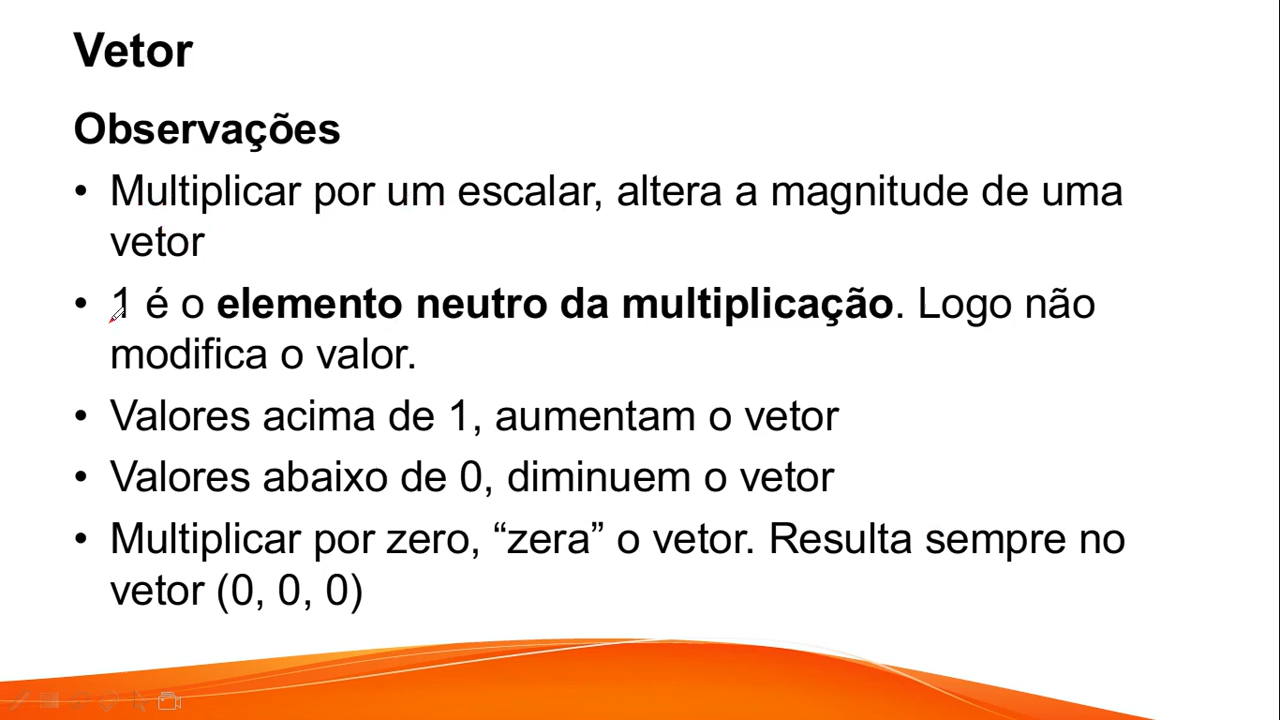 Vetor
Observações
• Multiplicar por um escalar, altera a magnitude de uma
vetor
• 1 é o elemento neutro da multiplicação. Logo não
modifica o valor.
• Valores acima de 1, aumentam o vetor
• Valores abaixo de 0, diminuem o vetor
• Multiplicar por zero, “zera” o vetor. Resulta sempre no
vetor (0, 0, 0)